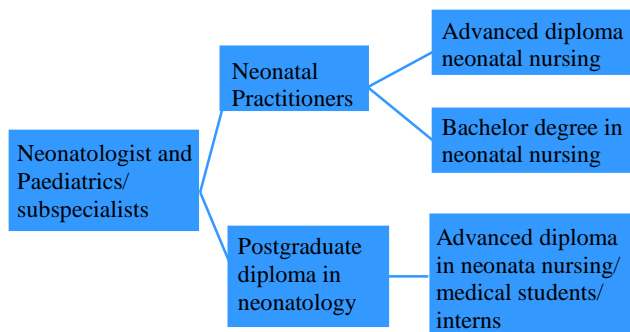 Neonatologist and
Paediatrics/
subspecialists
Neonatal
Practitioners
Advanced diploma
neonatal nursing
Bachelor degree in
neonatal nursing
Postgraduate
diploma in
neonatology
Advanced diploma
in neonata nursing/
medical students/
interns